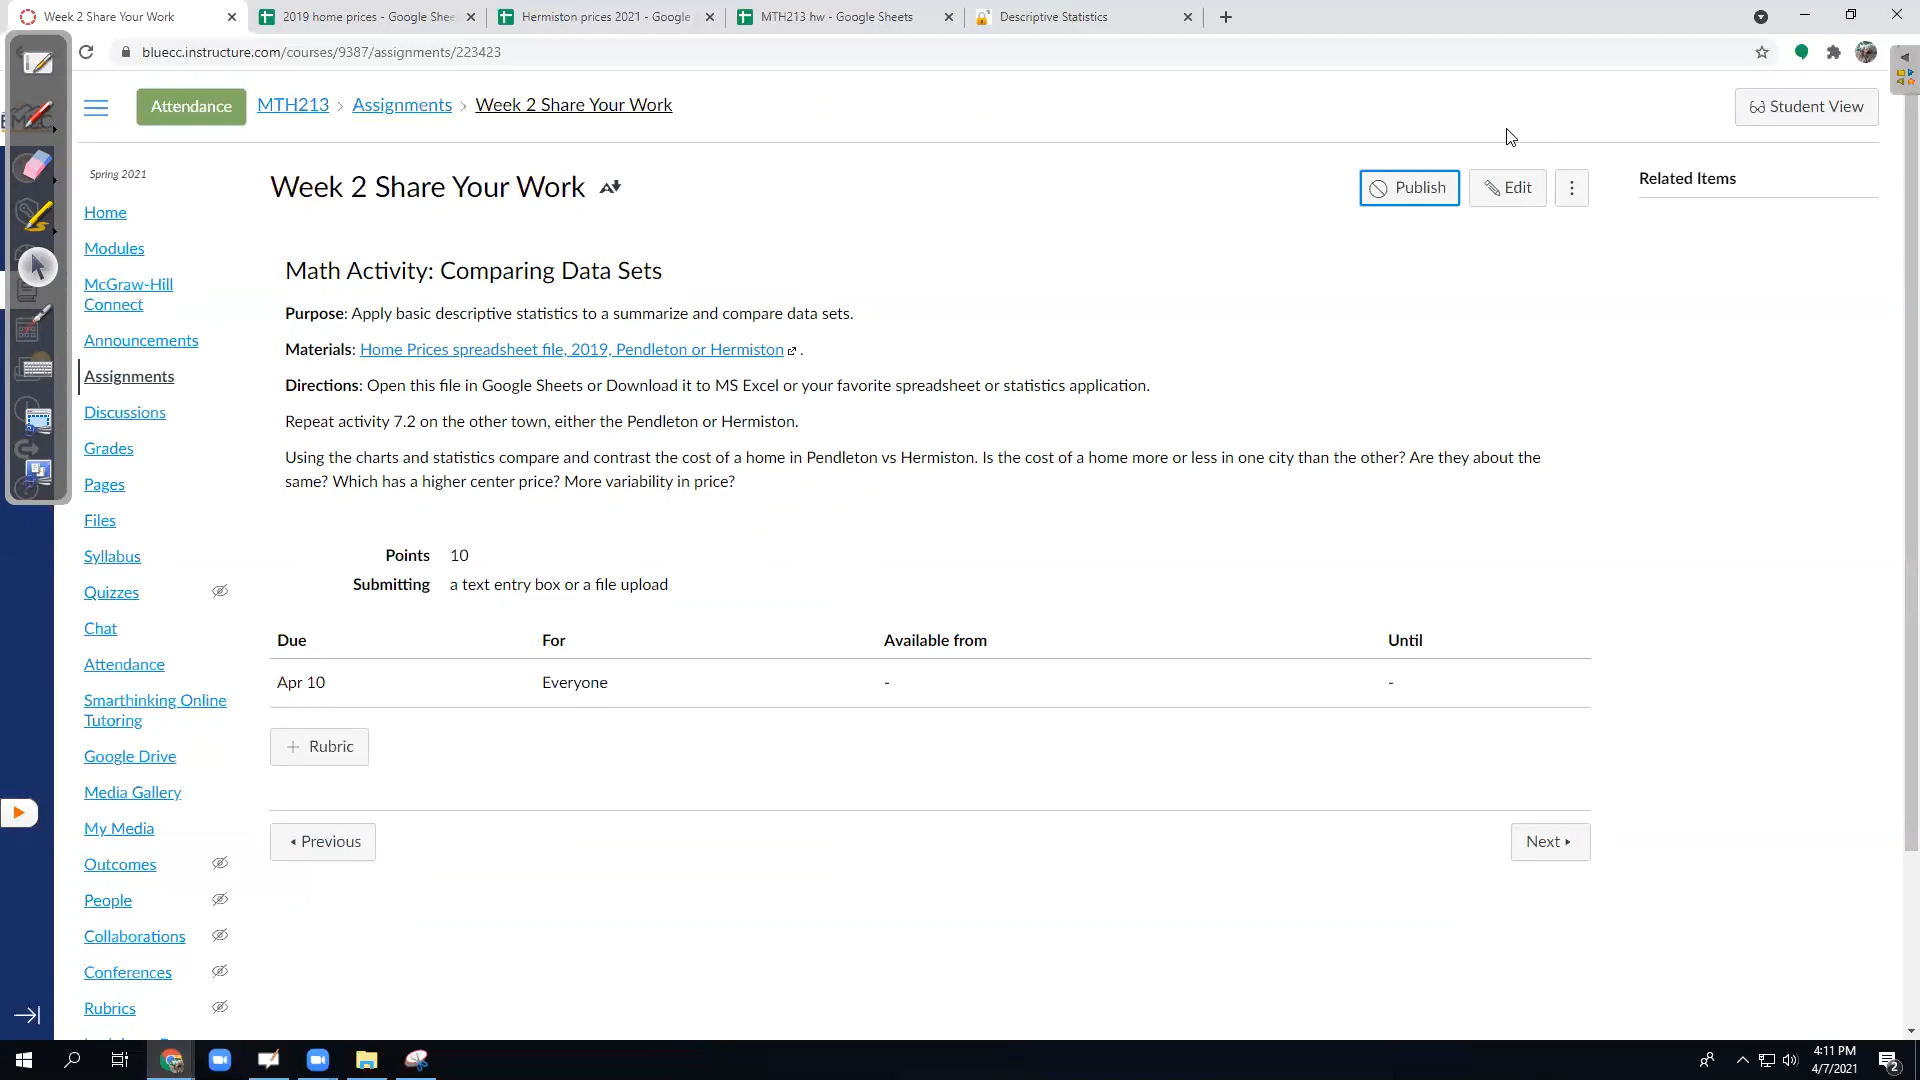 Week 2 Share Your Work
2019 home prices - Google Shee
Hermiston prices 2021 - Google
MTH213 hw - Google Sheets
Descriptive Statistics
bluecc.instructure.com/courses/9387/assignments/223423
Attendance
MTH213 › Assignments › Week 2 Share Your Work
Student View
Spring 2021
Home
Modules
McGraw-Hill
Connect
Announcements
Assignments
Discussions
Grades
Pages
Files
Syllabus
Quizzes
Chat
Attendance
Smarthinking Online
Tutoring
Google Drive
Media Gallery
My Media
Outcomes
People
Collaborations
Conferences
Rubrics
Week 2 Share Your Work
Publish
Edit
Related Items
Math Activity: Comparing Data Sets
Purpose: Apply basic descriptive statistics to a summarize and compare data sets.
Materials: Home Prices spreadsheet file, 2019, Pendleton or Hermiston .
Directions: Open this file in Google Sheets or Download it to MS Excel or your favorite spreadsheet or statistics application.
Repeat activity 7.2 on the other town, either the Pendleton or Hermiston.
Using the charts and statistics compare and contrast the cost of a home in Pendleton vs Hermiston. Is the cost of a home more or less in one city than the other? Are they about the
same? Which has a higher center price? More variability in price?
Points 10
Submitting a text entry box or a file upload
Due For Available from Until
Apr 10 Everyone - -
+ Rubric
Previous
Next
4:11 PM
4/7/2021
2